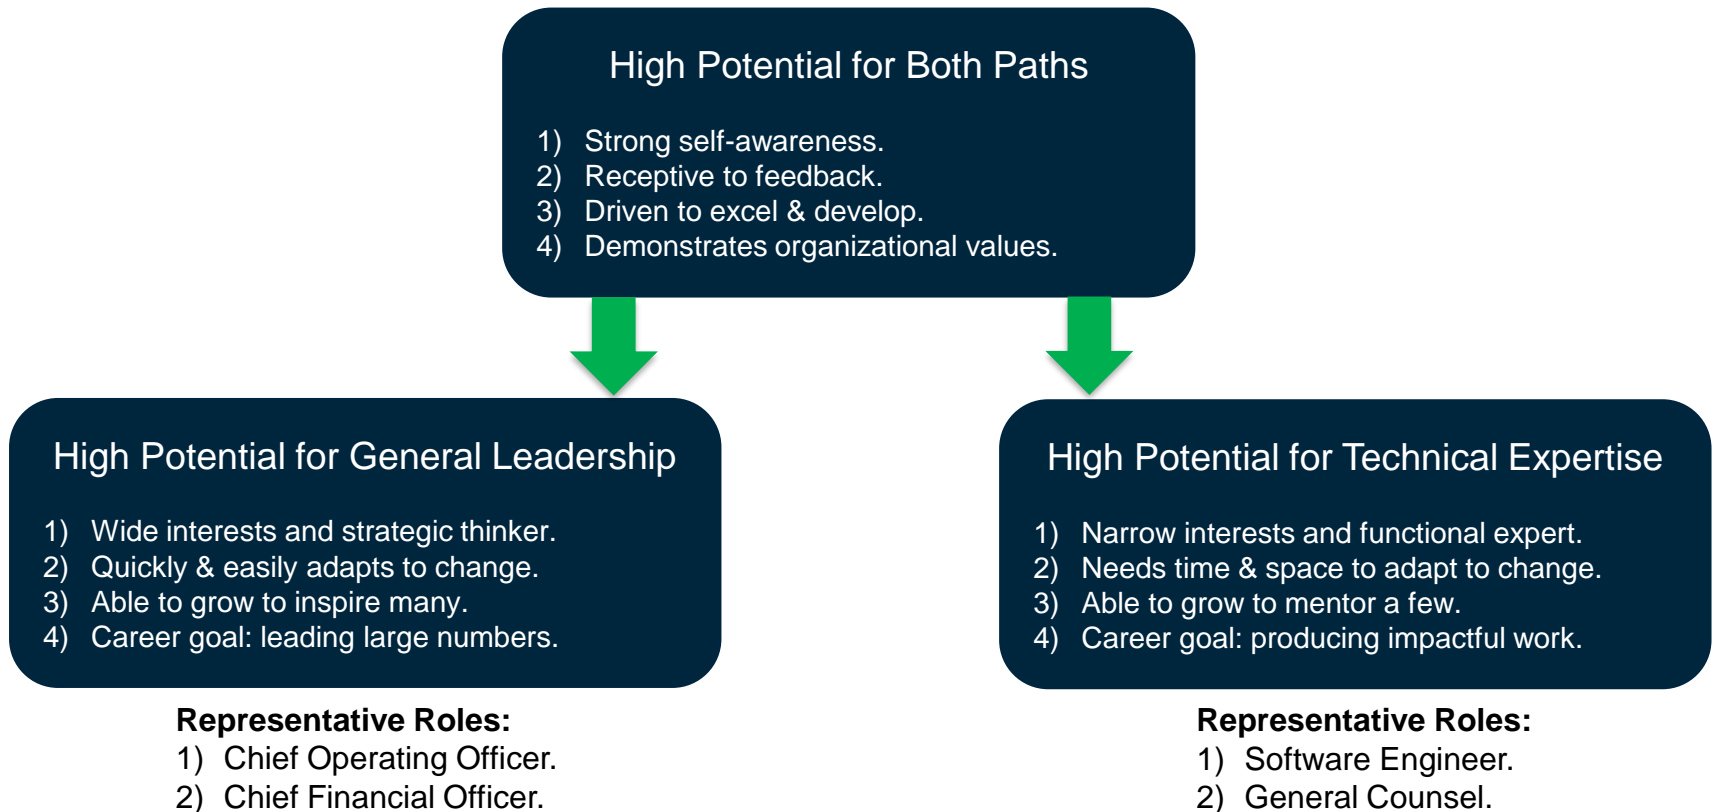 High Potential for Both Paths
1) Strong self-awareness.
2) Receptive to feedback.
3) Driven to excel & develop.
4) Demonstrates organizational values.
High Potential for General Leadership
1) Wide interests and strategic thinker.
2) Quickly & easily adapts to change.
3) Able to grow to inspire many.
4) Career goal: leading large numbers.
Representative Roles:
1) Chief Operating Officer.
2) Chief Financial Officer.
High Potential for Technical Expertise
1) Narrow interests and functional expert.
2) Needs time & space to adapt to change.
3) Able to grow to mentor a few.
4) Career goal: producing impactful work.
Representative Roles:
1) Software Engineer.
2) General Counsel.